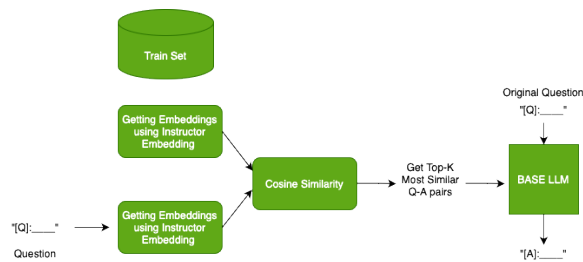 Train Set
Getting Embeddings
using Instructor
Embedding
Cosine Similarity
Getting Embeddings
using Instructor
Embedding
"[Q]:____"
Question
Get Top-K
Most Similar
Q-A pairs
Original Question
"[Q]:____"
BASE LLM
"[A]:____"